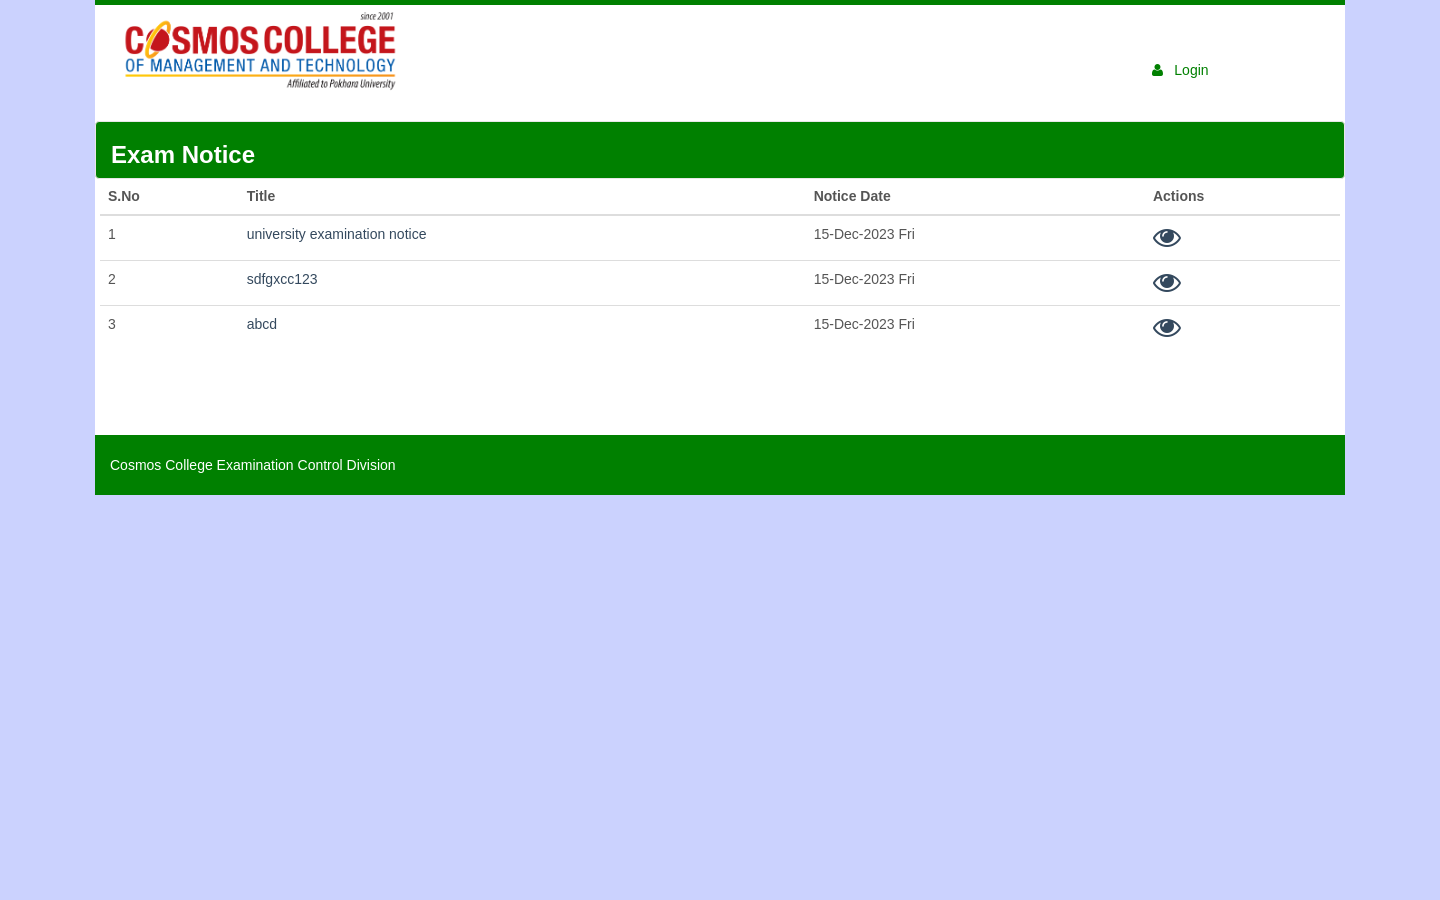 since 2001
COSMOS COLLEGE
OF MANAGEMENT AND TECHNOLOGY
Affiliated to Pokhara University
Login
Exam Notice
S.No Title Notice Date Actions
1 university examination notice 15-Dec-2023 Fri
2 sdfgxcc123 15-Dec-2023 Fri
3 abcd 15-Dec-2023 Fri
Cosmos College Examination Control Division